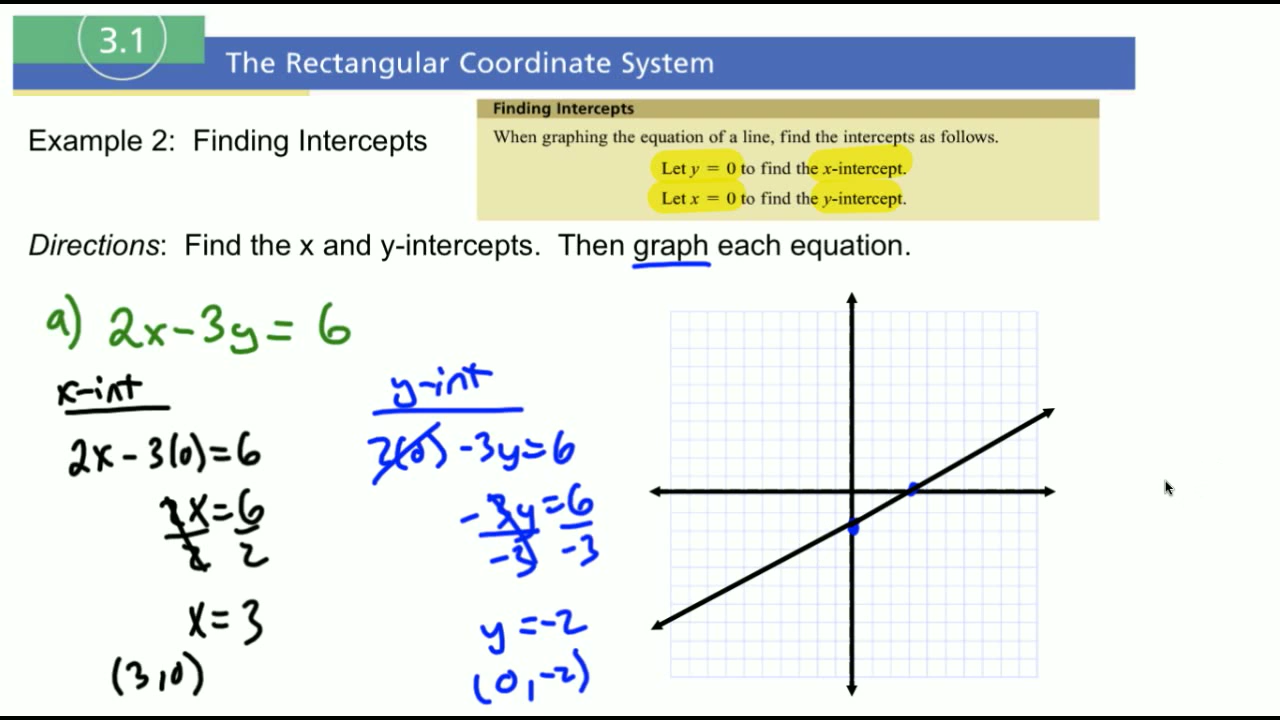 3.1
The Rectangular Coordinate System
Example 2: Finding Intercepts
Finding Intercepts
When graphing the equation of a line, find the intercepts as follows.
Let y = 0 to find the x-intercept.
Let x = 0 to find the y-intercept.
Directions: Find the x and y-intercepts. Then graph each equation.
a) 2x-3y= 6
x-int
2x - 3(0)=6
2x = 6
2 2
x = 3
(3,0)
y-int
2(0) -3y=6
-3y = 6
-3 -3
y = -2
(0,-2)